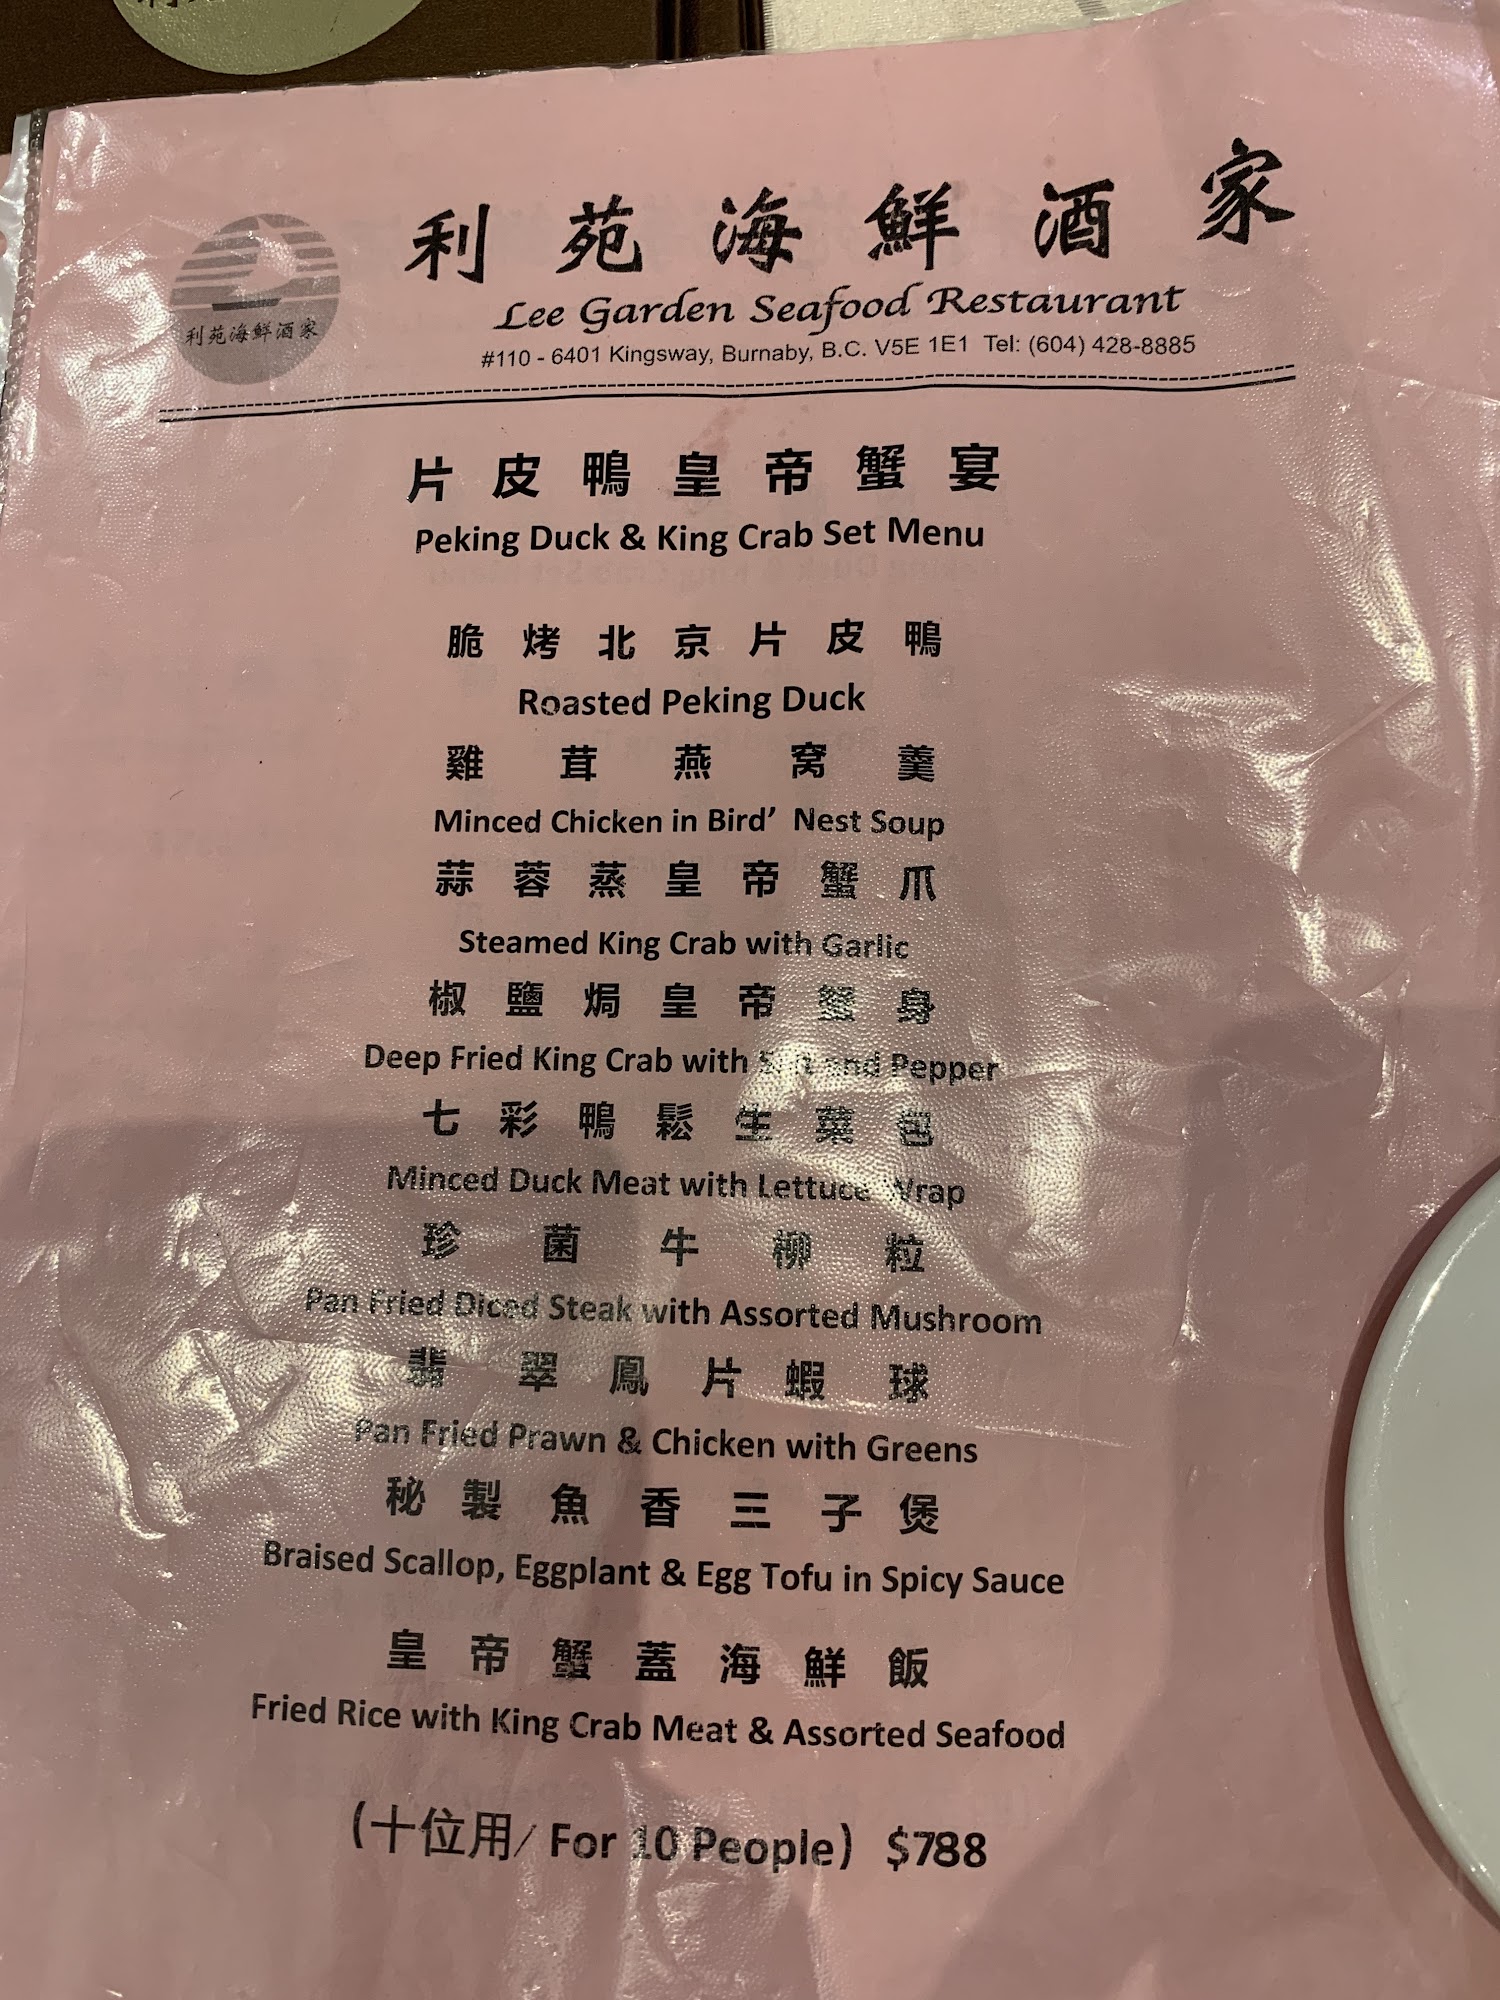 利苑海鮮酒家
Lee Garden Seafood Restaurant
利苑海鮮酒家
#110 - 6401 Kingsway, Burnaby, B.C. V5E 1E1 Tel: (604) 428-8885
片皮鴨皇帝蟹宴
Peking Duck & King Crab Set Menu
脆烤北京片皮鴨
Roasted Peking Duck
雞茸燕窩羹
Minced Chicken in Bird’ Nest Soup
蒜蓉蒸皇帝蟹爪
Steamed King Crab with Garlic
椒鹽焗皇帝蟹身
Deep Fried King Crab with Salt and Pepper
七彩鴨鬆生菜包
Minced Duck Meat with Lettuce Wrap
珍菌牛柳粒
Pan Fried Diced Steak with Assorted Mushroom
翡翠鳳片蝦球
Pan Fried Prawn & Chicken with Greens
秘製魚香三子煲
Braised Scallop, Eggplant & Egg Tofu in Spicy Sauce
皇帝蟹蓋海鮮飯
Fried Rice with King Crab Meat & Assorted Seafood
(十位用/ For 10 People) $788